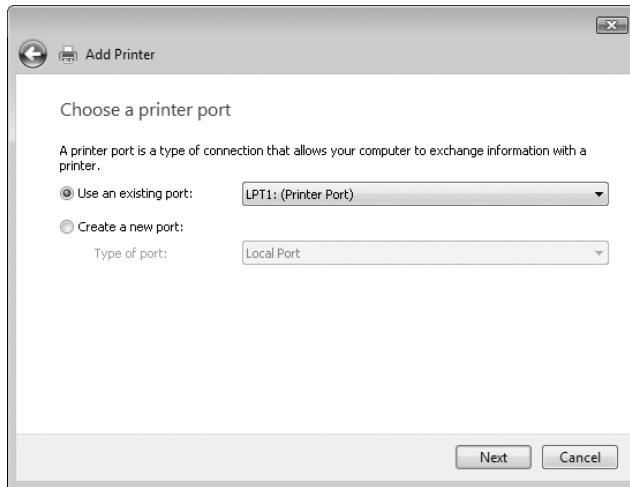 Add Printer
Choose a printer port
A printer port is a type of connection that allows your computer to exchange information with a
printer.
Use an existing port: LPT1: (Printer Port)
Create a new port:
Type of port: Local Port
Next Cancel